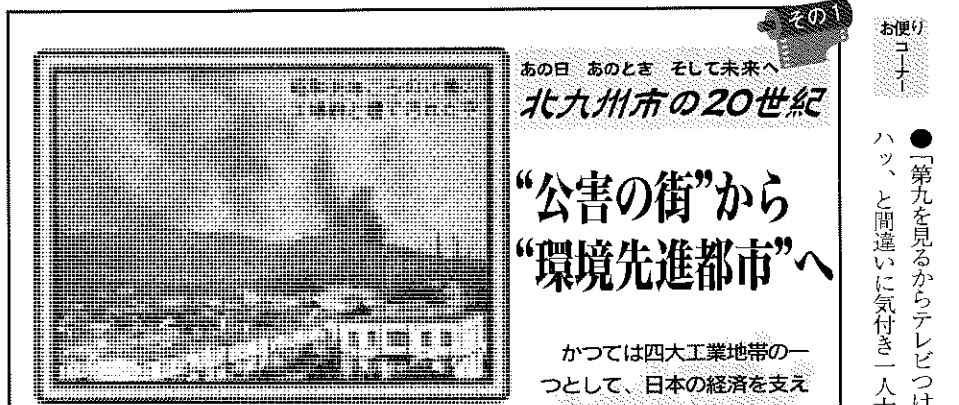 その1
あの日 あのとき そして未来へ
北九州市の20世紀
“公害の街”から
“環境先進都市”へ
かつては四大工業地帯の一
つとして、日本の経済を支え
お便り
コーナー
●「第九を見るからテレビつけ
ハッ、と間違いに気付き一人